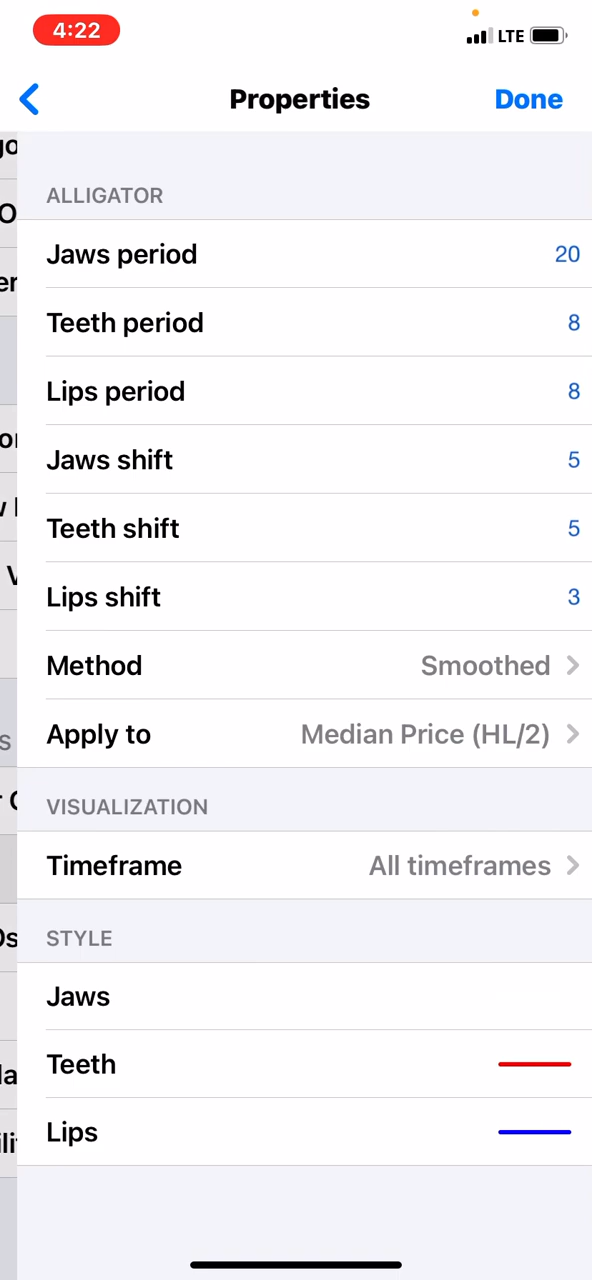 4:22
LTE
Properties
Done
ALLIGATOR
Jaws period 20
Teeth period 8
Lips period 8
Jaws shift 5
Teeth shift 5
Lips shift 3
Method Smoothed
Apply to Median Price (HL/2)
VISUALIZATION
Timeframe All timeframes
STYLE
Jaws
Teeth
Lips